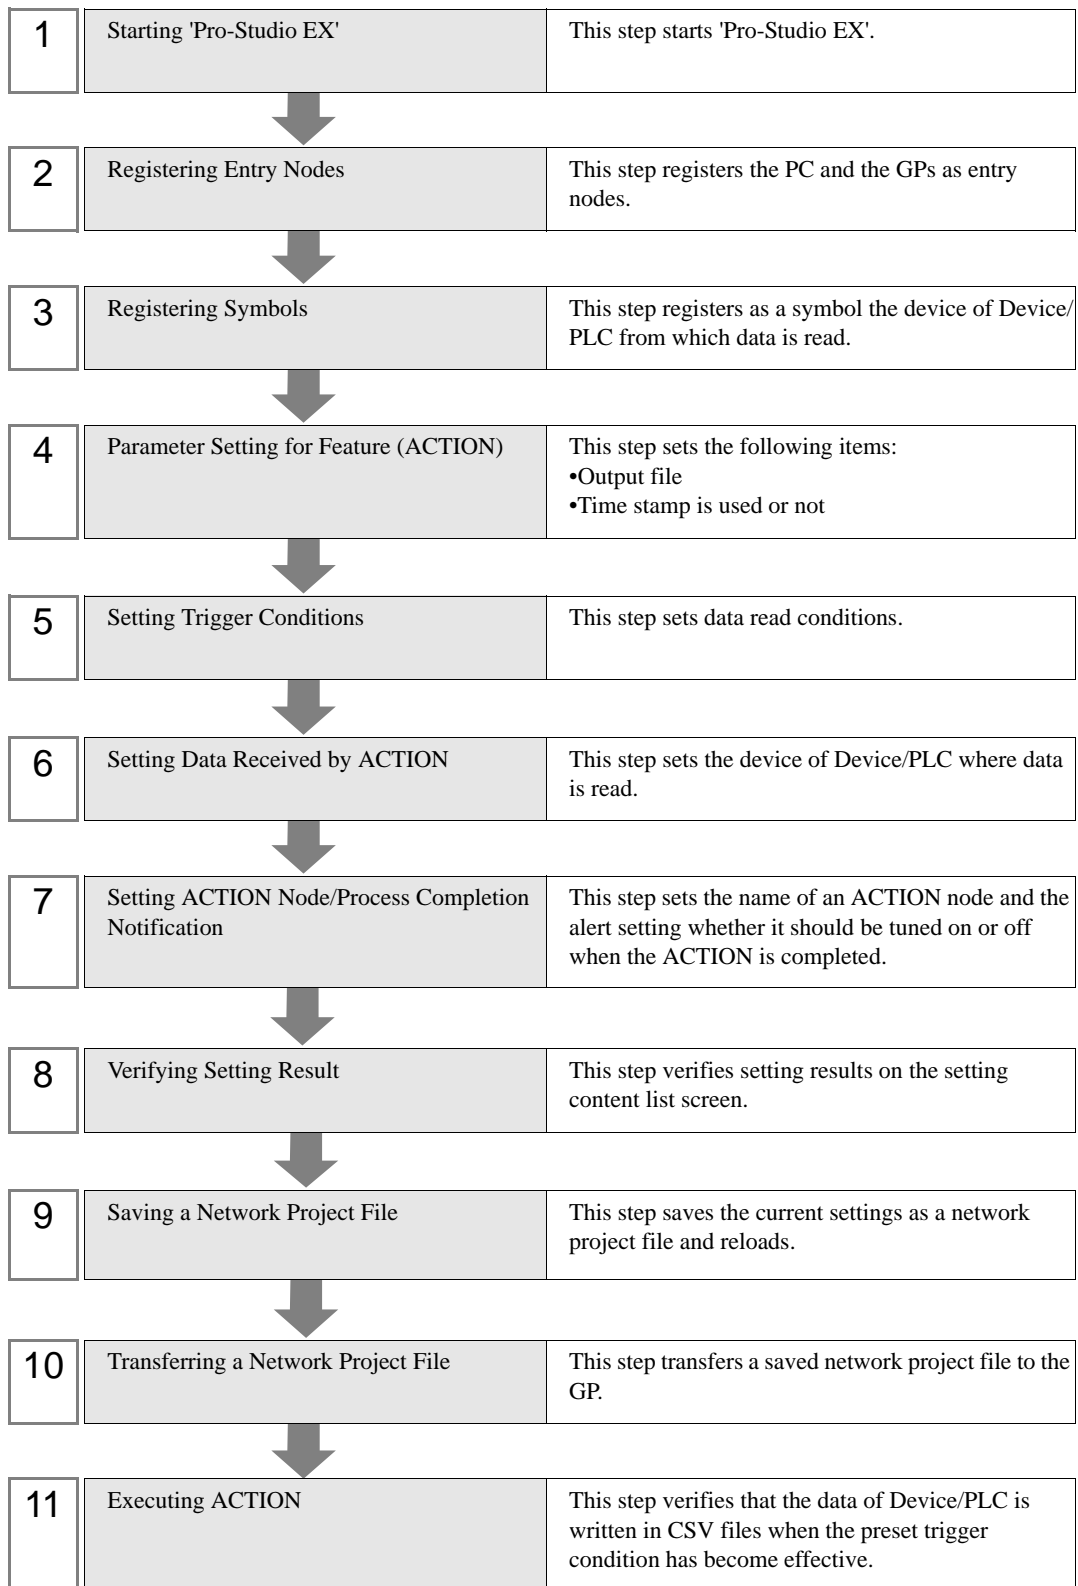 1
Starting 'Pro-Studio EX'
This step starts 'Pro-Studio EX'.
2
Registering Entry Nodes
This step registers the PC and the GPs as entry
nodes.
3
Registering Symbols
This step registers as a symbol the device of Device/
PLC from which data is read.
4
Parameter Setting for Feature (ACTION)
This step sets the following items:
•Output file
•Time stamp is used or not
5
Setting Trigger Conditions
This step sets data read conditions.
6
Setting Data Received by ACTION
This step sets the device of Device/PLC where data
is read.
7
Setting ACTION Node/Process Completion
Notification
This step sets the name of an ACTION node and the
alert setting whether it should be tuned on or off
when the ACTION is completed.
8
Verifying Setting Result
This step verifies setting results on the setting
content list screen.
9
Saving a Network Project File
This step saves the current settings as a network
project file and reloads.
10
Transferring a Network Project File
This step transfers a saved network project file to the
GP.
11
Executing ACTION
This step verifies that the data of Device/PLC is
written in CSV files when the preset trigger
condition has become effective.